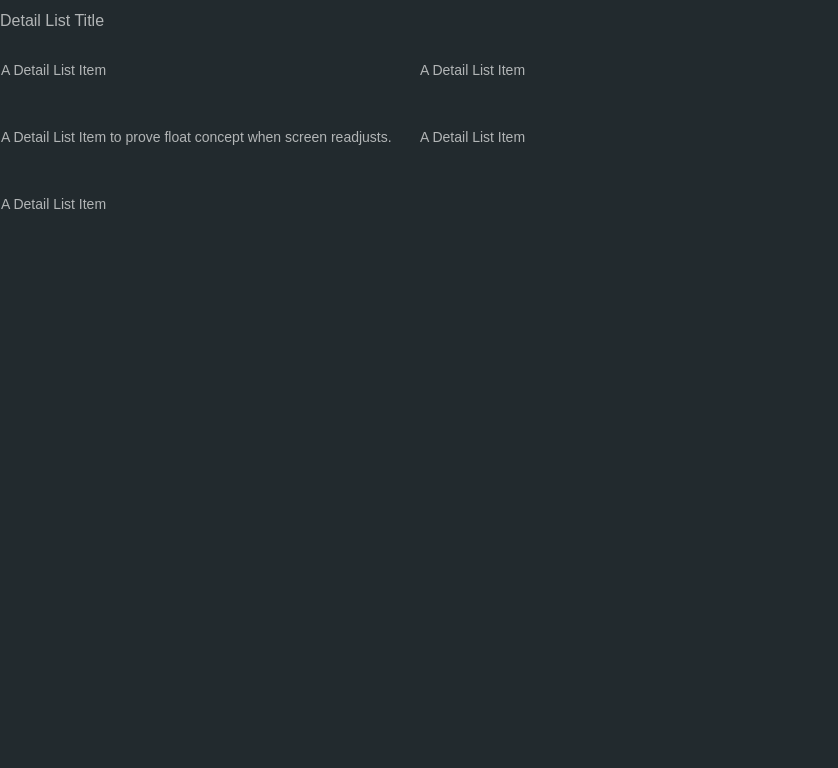 Detail List Title
A Detail List Item
A Detail List Item
A Detail List Item to prove float concept when screen readjusts.
A Detail List Item
A Detail List Item